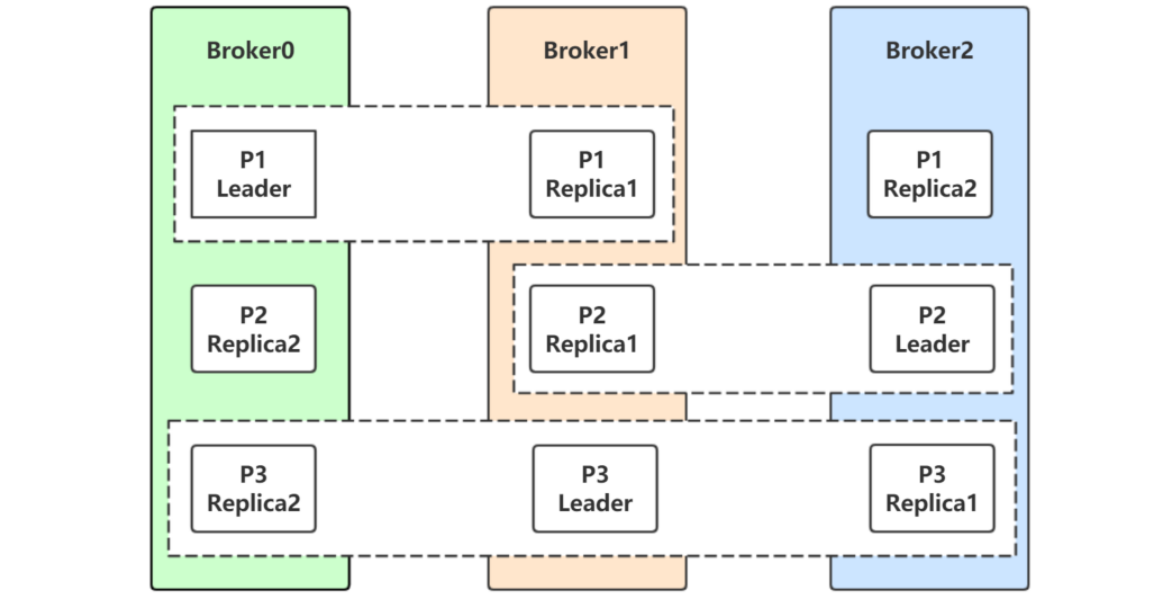 Broker0
Broker1
Broker2
P1
Leader
P1
Replica1
P1
Replica2
P2
Replica2
P2
Replica1
P2
Leader
P3
Replica2
P3
Leader
P3
Replica1